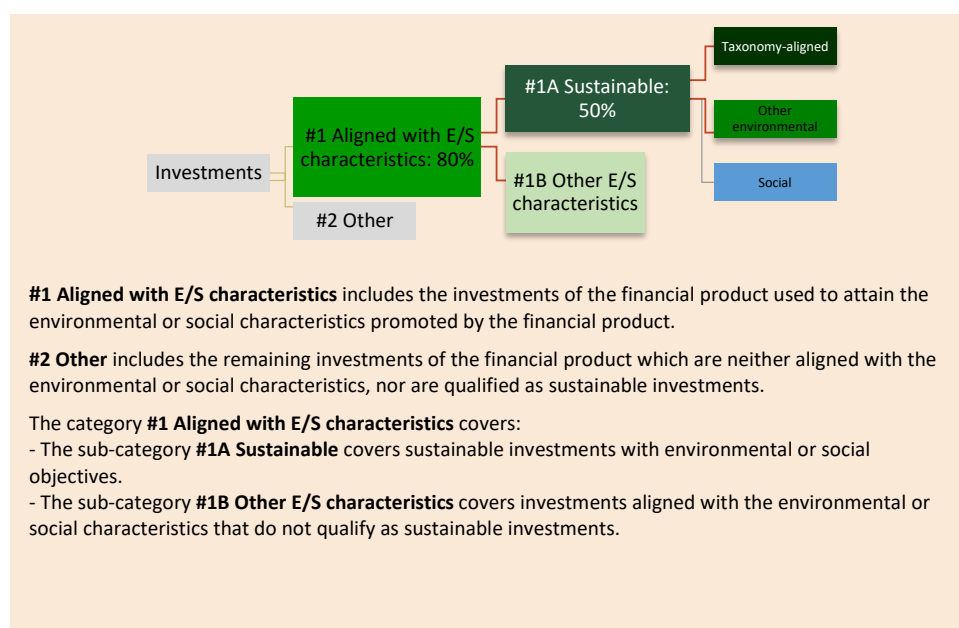 Taxonomy-aligned
#1A Sustainable:
50%
Other
environmental
#1 Aligned with E/S
characteristics: 80%
Investments
#1B Other E/S
characteristics
Social
#2 Other
#1 Aligned with E/S characteristics includes the investments of the financial product used to attain the
environmental or social characteristics promoted by the financial product.
#2 Other includes the remaining investments of the financial product which are neither aligned with the
environmental or social characteristics, nor are qualified as sustainable investments.
The category #1 Aligned with E/S characteristics covers:
- The sub-category #1A Sustainable covers sustainable investments with environmental or social
objectives.
- The sub-category #1B Other E/S characteristics covers investments aligned with the environmental or
social characteristics that do not qualify as sustainable investments.